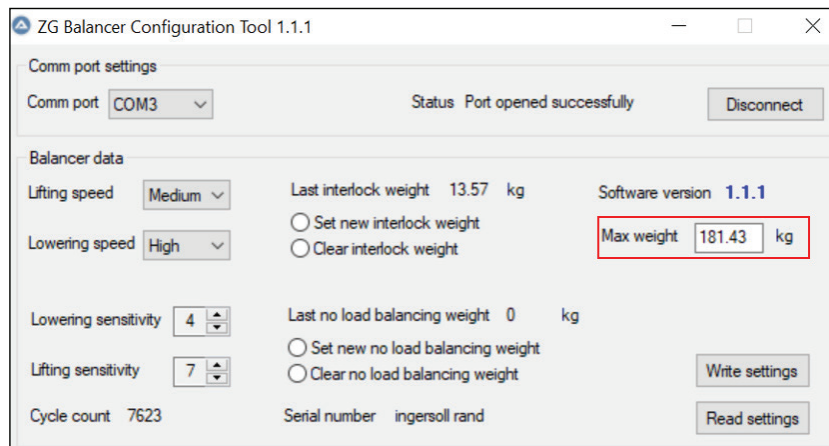 ZG Balancer Configuration Tool 1.1.1
Comm port settings
Comm port COM3 Status Port opened successfully Disconnect
Balancer data
Lifting speed Medium Last interlock weight 13.57 kg Software version 1.1.1
Set new interlock weight
Max weight 181.43 kg
Lowering speed High Clear interlock weight
Lowering sensitivity 4 Last no load balancing weight 0 kg
Set new no load balancing weight
Lifting sensitivity 7 Clear no load balancing weight Write settings
Cycle count 7623 Serial number ingersoll rand Read settings